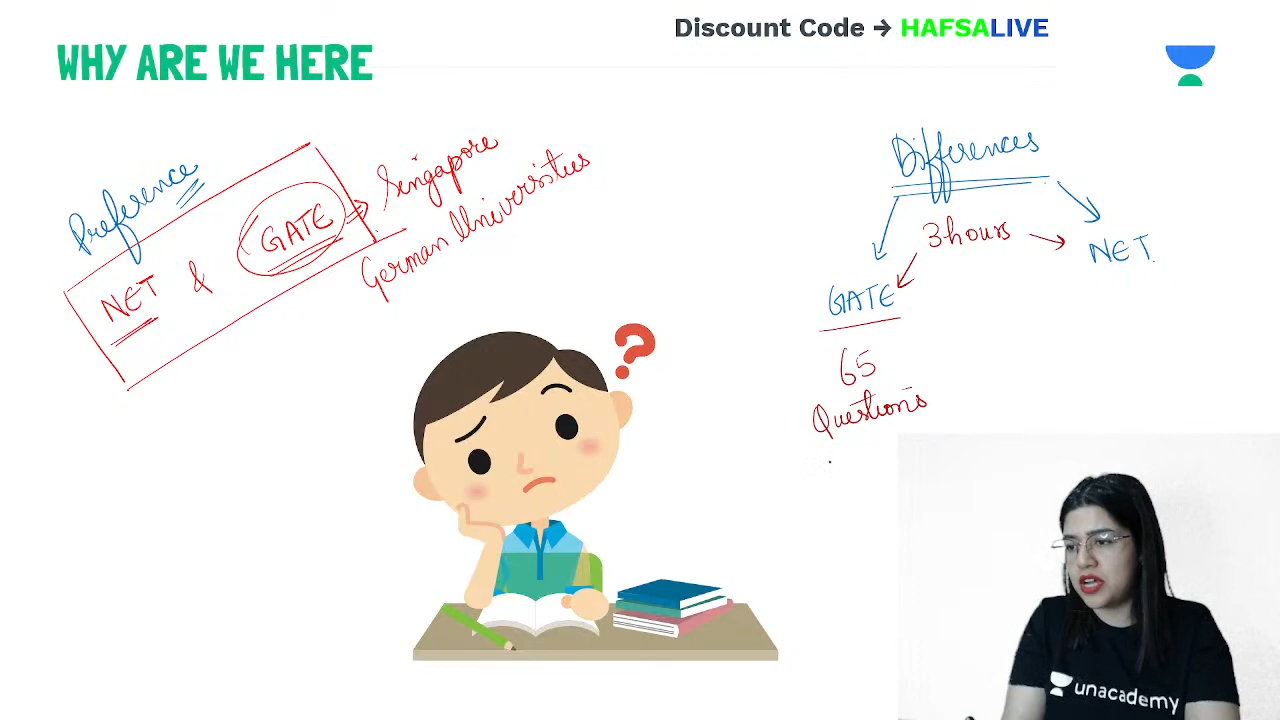 Discount Code → HAFSALIVE
WHY ARE WE HERE
Preference
NET & GATE ⇒ Singapore
German Universities
Differences
3 hours → NET
GATE
65
Questions
?
unacademy